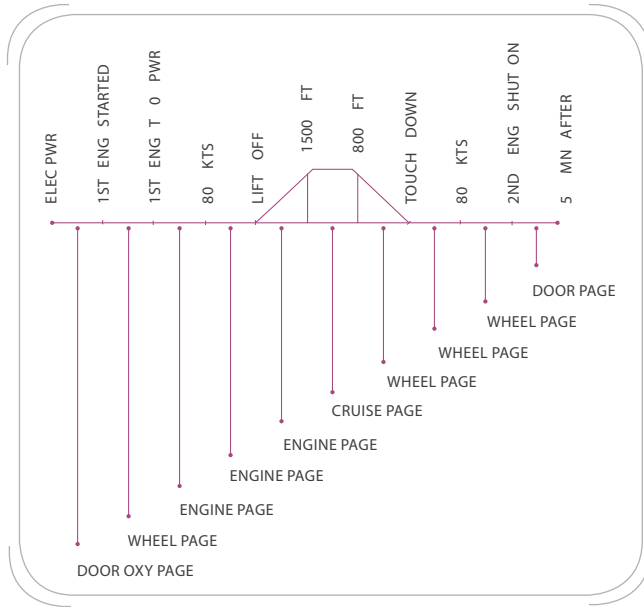 ELEC PWR
1ST ENG STARTED
1ST ENG T 0 PWR
80 KTS
LIFT OFF
1500 FT
800 FT
TOUCH DOWN
80 KTS
2ND ENG SHUT ON
5 MN AFTER
DOOR PAGE
WHEEL PAGE
WHEEL PAGE
WHEEL PAGE
CRUISE PAGE
ENGINE PAGE
ENGINE PAGE
ENGINE PAGE
WHEEL PAGE
DOOR OXY PAGE